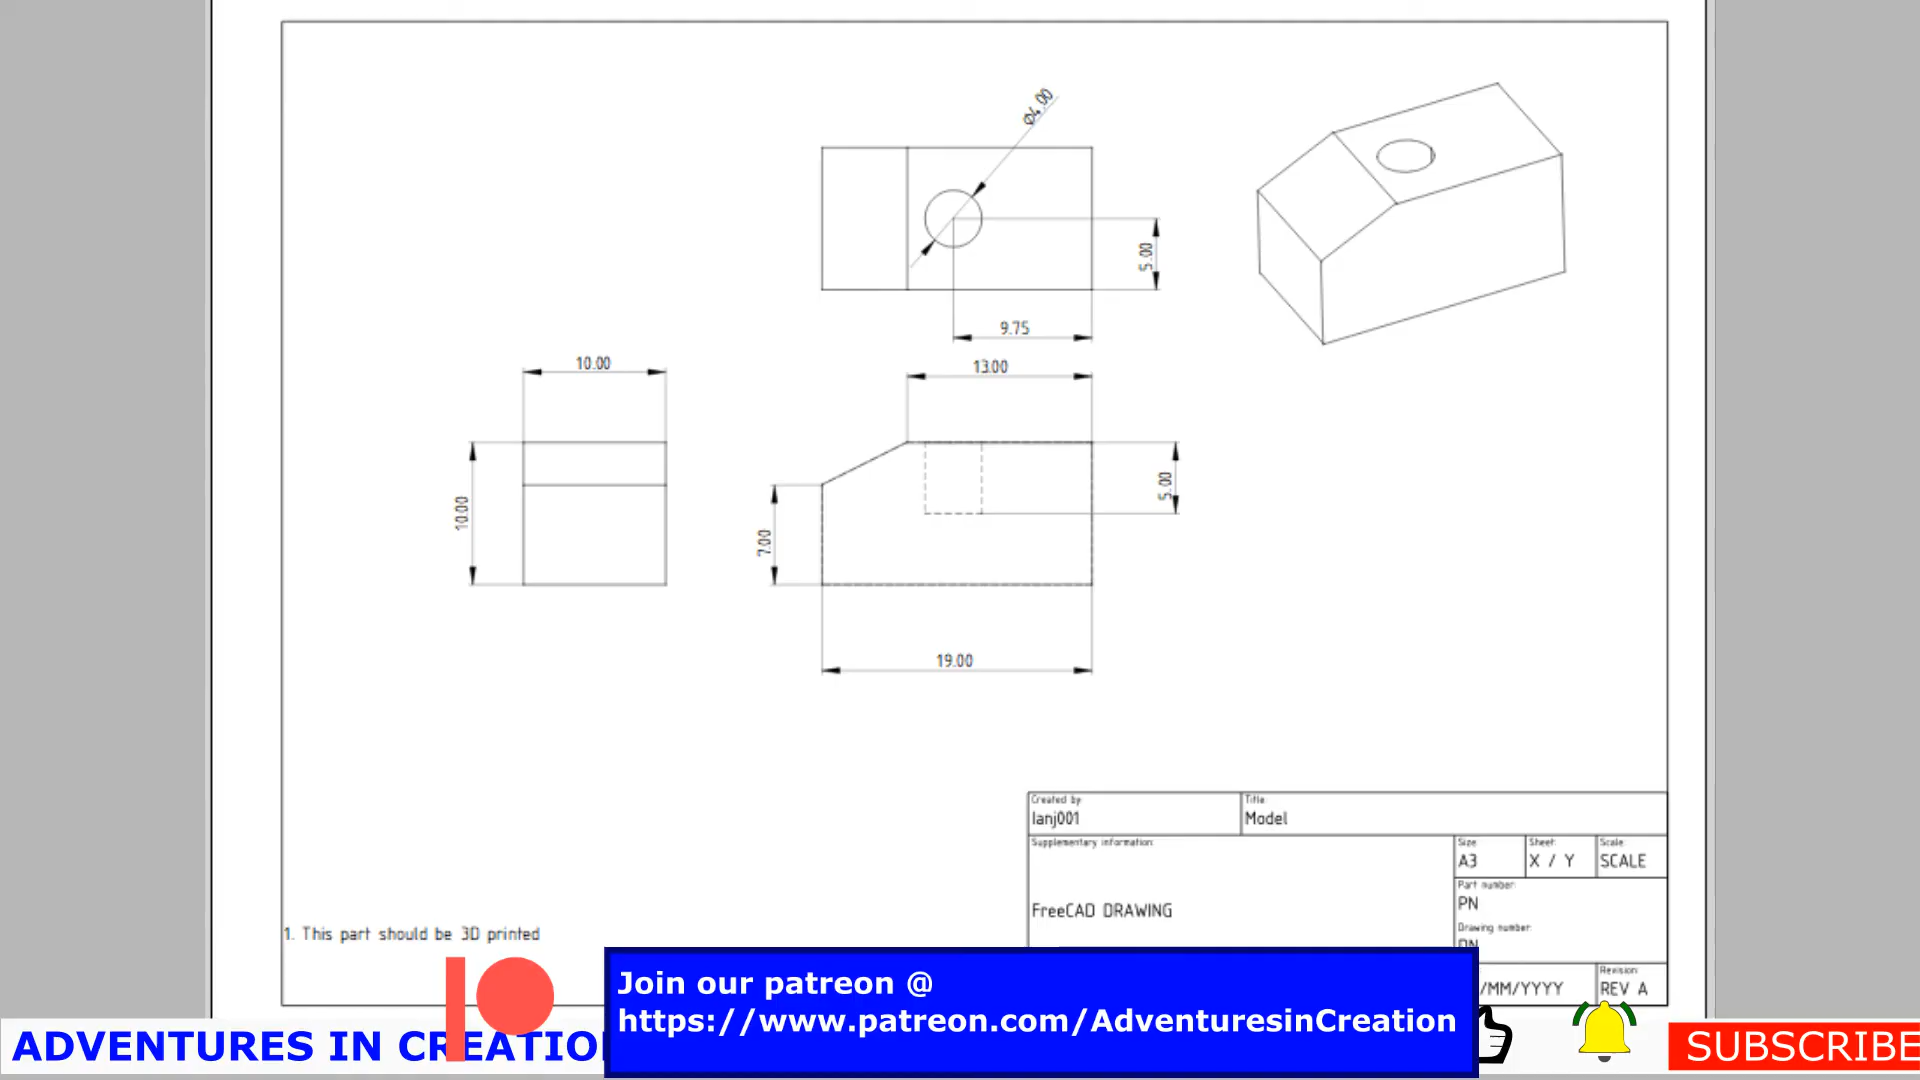 ⌀4.00
5.00
9.75
10.00
13.00
10.00
7.00
5.00
19.00
Created by:
Ianj001
Title:
Model
Supplementary information:
Size:
A3
Sheet:
X / Y
Scale:
SCALE
Part number:
PN
FreeCAD DRAWING
Drawing number:
1. This part should be 3D printed
/MM/YYYY
Revision:
REV A
Join our patreon @
https://www.patreon.com/AdventuresinCreation
ADVENTURES IN CREATIO
SUBSCRIBE